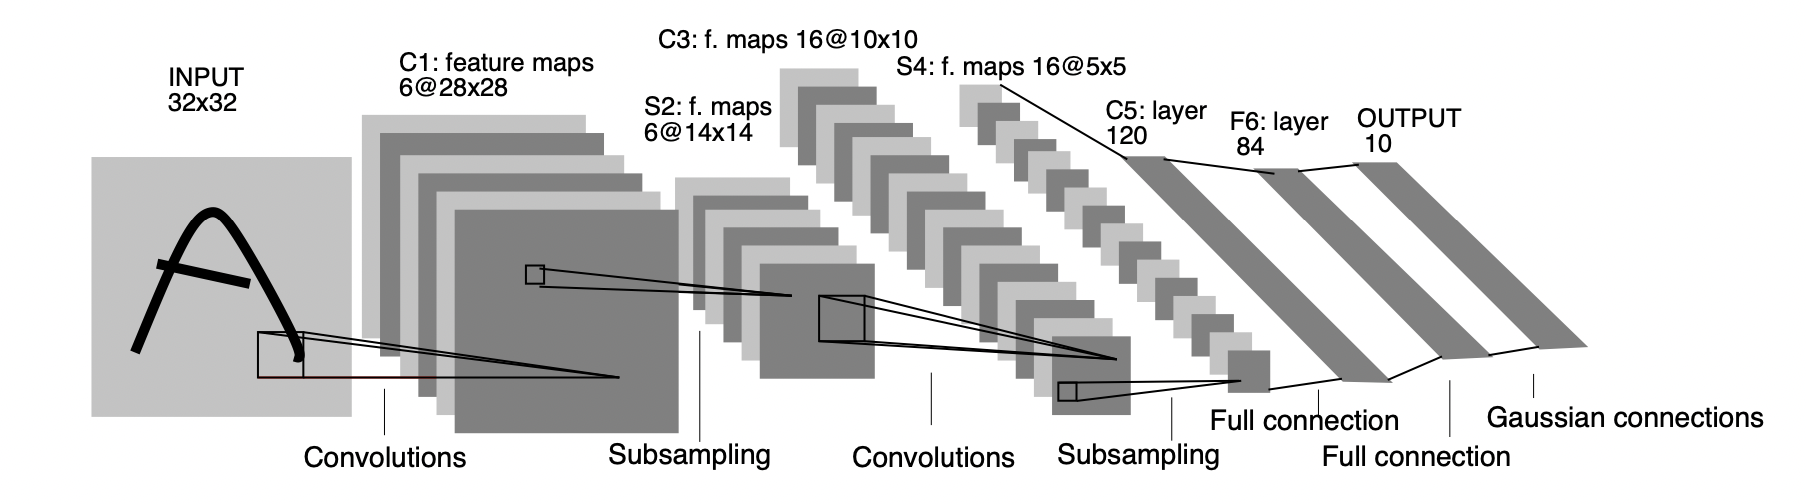 INPUT
32x32
C1: feature maps
6@28x28
S2: f. maps
6@14x14
C3: f. maps 16@10x10
S4: f. maps 16@5x5
C5: layer
120
F6: layer
84
OUTPUT
10
Convolutions
Subsampling
Convolutions
Subsampling
Full connection
Full connection
Gaussian connections